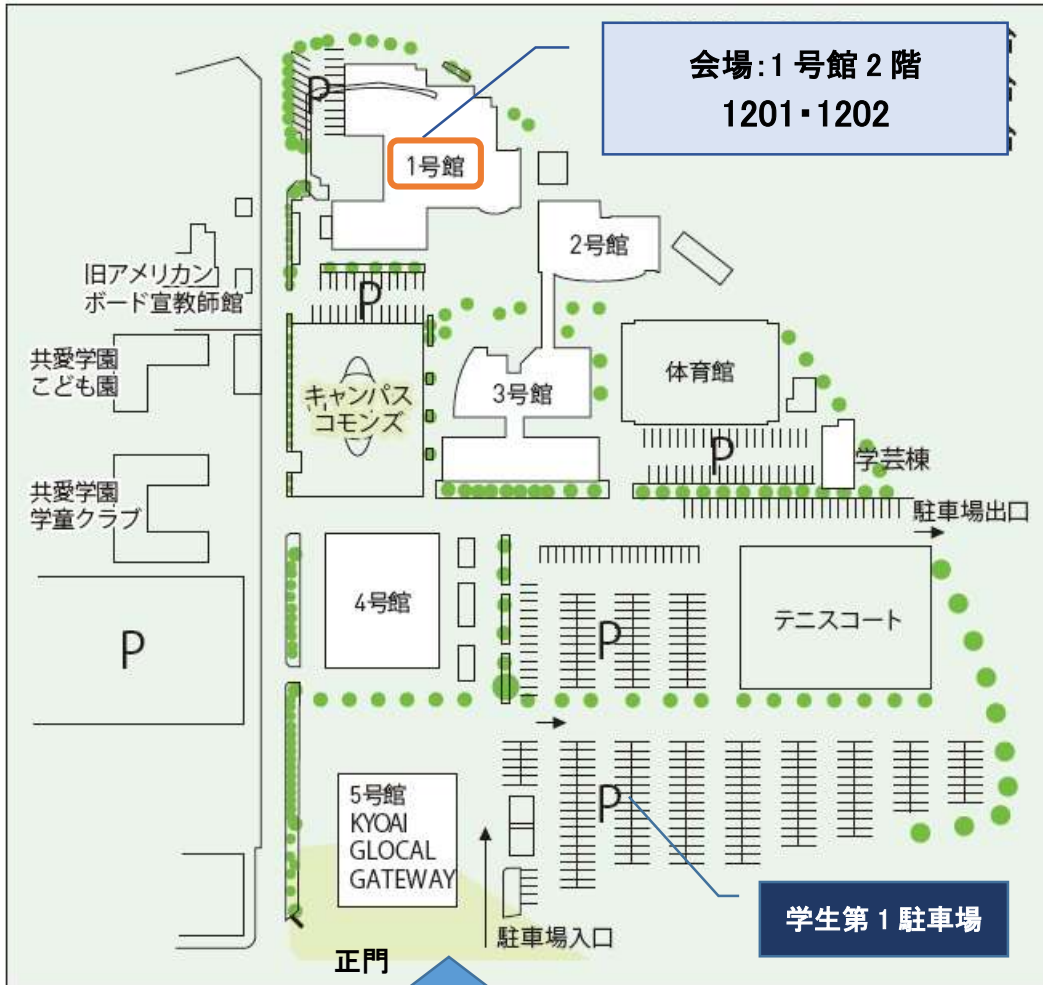 会場:1 号館 2 階
1201・1202
P
1号館
2号館
旧アメリカン
ボード宣教師館
P
共愛学園
こども園
キャンパス
コモンズ
3号館
体育館
P
学芸棟
共愛学園
学童クラブ
駐車場出口
4号館
P
テニスコート
P
5号館
KYOAI
GLOCAL
GATEWAY
P
学生第 1 駐車場
駐車場入口
正門